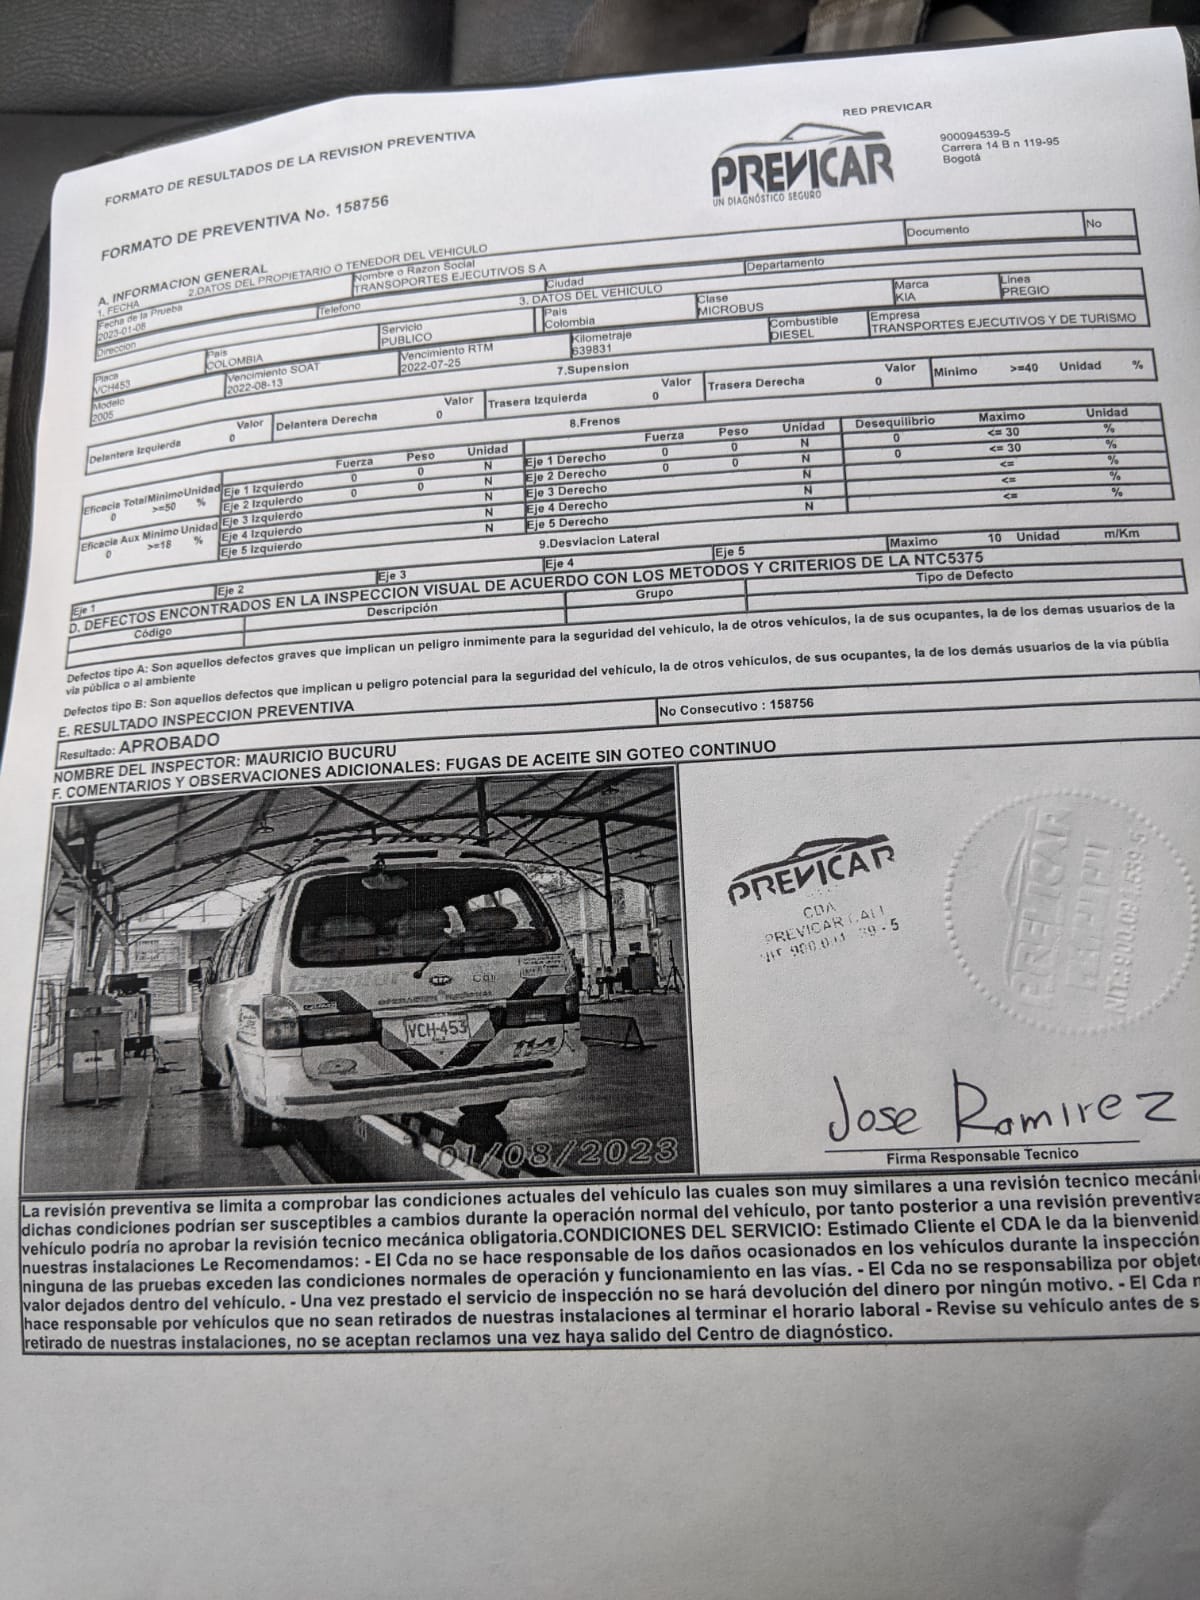 RED PREVICAR
FORMATO DE RESULTADOS DE LA REVISION PREVENTIVA
PREVICAR
UN DIAGNÓSTICO SEGURO
900094539-5
Carrera 14 B n 119-95
Bogotá
FORMATO DE PREVENTIVA No. 158756
A. INFORMACION GENERAL
1. FECHA 2.DATOS DEL PROPIETARIO O TENEDOR DEL VEHICULO
Fecha de la Prueba Nombre o Razon Social Documento No
2023-01-08 TRANSOPORTES EJECUTIVOS S A
Direccion Telefono Ciudad Departamento
3. DATOS DEL VEHICULO
Placa Pais Servicio Pais Clase Marca Linea
VCH453 COLOMBIA PUBLICO Colombia MICROBUS KIA PREGIO
Modelo Vencimiento SOAT Vencimiento RTM Kilometraje Combustible Empresa
2005 2022-08-13 2022-07-25 639831 DIESEL TRANSPORTES EJECUTIVOS Y DE TURISMO
7.Supension
Delantera Izquierda Valor Delantera Derecha Valor Trasera Izquierda Valor Trasera Derecha Valor Minimo >=40 Unidad %
0 0 0 0
8.Frenos
Fuerza Peso Unidad Fuerza Peso Unidad Desequilibrio Maximo Unidad
Eficacia Total Minimo Unidad Eje 1 Izquierdo 0 0 N Eje 1 Derecho 0 0 N 0 <= 30 %
0 >=50 % Eje 2 Izquierdo 0 0 N Eje 2 Derecho 0 0 N 0 <= 30 %
Eje 3 Izquierdo N Eje 3 Derecho N <= %
Eficacia Aux Minimo Unidad Eje 4 Izquierdo N Eje 4 Derecho N <= %
0 >=18 % Eje 5 Izquierdo N Eje 5 Derecho N <= %
9.Desviacion Lateral
Eje 1 Eje 2 Eje 3 Eje 4 Eje 5 Maximo 10 Unidad m/Km
D. DEFECTOS ENCONTRADOS EN LA INSPECCION VISUAL DE ACUERDO CON LOS METODOS Y CRITERIOS DE LA NTC5375
Código Descripción Grupo Tipo de Defecto
Defectos tipo A: Son aquellos defectos graves que implican un peligro inmimente para la seguridad del vehículo, la de otros vehículos, la de sus ocupantes, la de los demas usuarios de la
via pública o al ambiente
Defectos tipo B: Son aquellos defectos que implican u peligro potencial para la seguridad del vehículo, la de otros vehículos, de sus ocupantes, la de los demás usuarios de la vía públia
E. RESULTADO INSPECCION PREVENTIVA
Resultado: APROBADO No Consecutivo : 158756
NOMBRE DEL INSPECTOR: MAURICIO BUCURU
F. COMENTARIOS Y OBSERVACIONES ADICIONALES: FUGAS DE ACEITE SIN GOTEO CONTINUO
KIA
VCH-453
114
01/08/2023
PREVICAR
CDA
PREVICAR CALI
Jose Ramirez
Firma Responsable Tecnico
La revisión preventiva se limita a comprobar las condiciones actuales del vehículo las cuales son muy similares a una revisión tecnico mecáni
dichas condiciones podrían ser susceptibles a cambios durante la operación normal del vehículo, por tanto posterior a una revisión preventiva
vehículo podría no aprobar la revisión tecnico mecánica obligatoria.CONDICIONES DEL SERVICIO: Estimado Cliente el CDA le da la bienvenid
nuestras instalaciones Le Recomendamos: - El Cda no se hace responsable de los daños ocasionados en los vehículos durante la inspección
ninguna de las pruebas exceden las condiciones normales de operación y funcionamiento en las vías. - El Cda no se responsabiliza por objet
valor dejados dentro del vehículo. - Una vez prestado el servicio de inspección no se hará devolución del dinero por ningún motivo. - El Cda n
hace responsable por vehículos que no sean retirados de nuestras instalaciones al terminar el horario laboral - Revise su vehículo antes de s
retirado de nuestras instalaciones, no se aceptan reclamos una vez haya salido del Centro de diagnóstico.